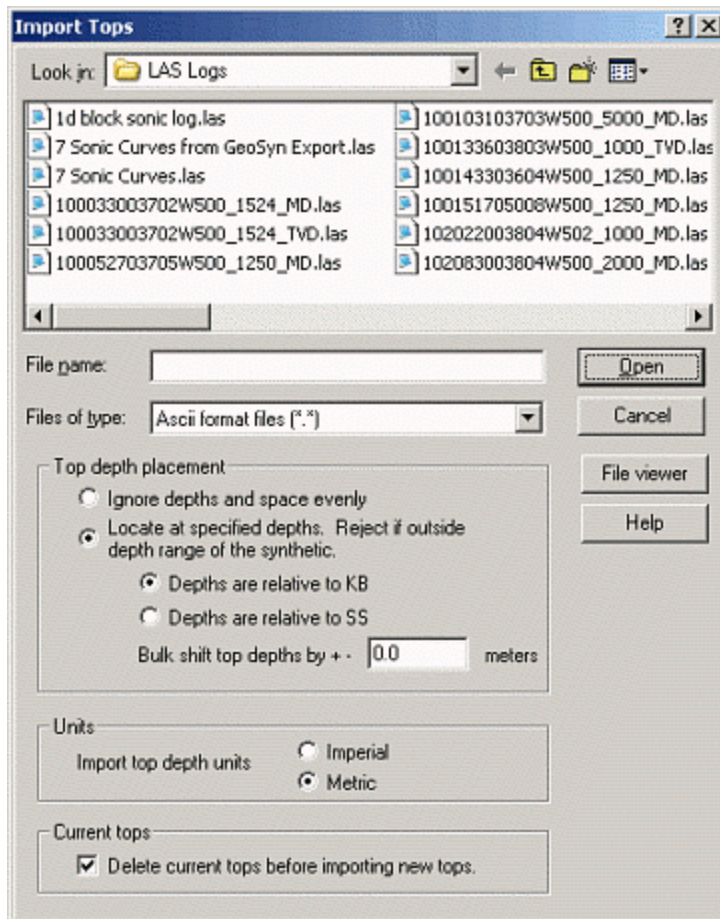 Import Tops
Look in: LAS Logs
1d block sonic log.las
7 Sonic Curves from GeoSyn Export.las
7 Sonic Curves.las
100033003702W500_1524_MD.las
100033003702W500_1524_TVD.las
100052703705W500_1250_MD.las
100103103703W500_5000_MD.las
100133603803W500_1000_TVD.las
100143303604W500_1250_MD.las
100151705008W500_1250_MD.las
102022003804W502_1000_MD.las
102083003804W500_2000_MD.las
File name:
Open
Files of type: Ascii format files (*.*)
Cancel
File viewer
Help
Top depth placement
Ignore depths and space evenly
Locate at specified depths. Reject if outside
depth range of the synthetic.
Depths are relative to KB
Depths are relative to SS
Bulk shift top depths by + - 0.0 meters
Units
Import top depth units
Imperial
Metric
Current tops
Delete current tops before importing new tops.